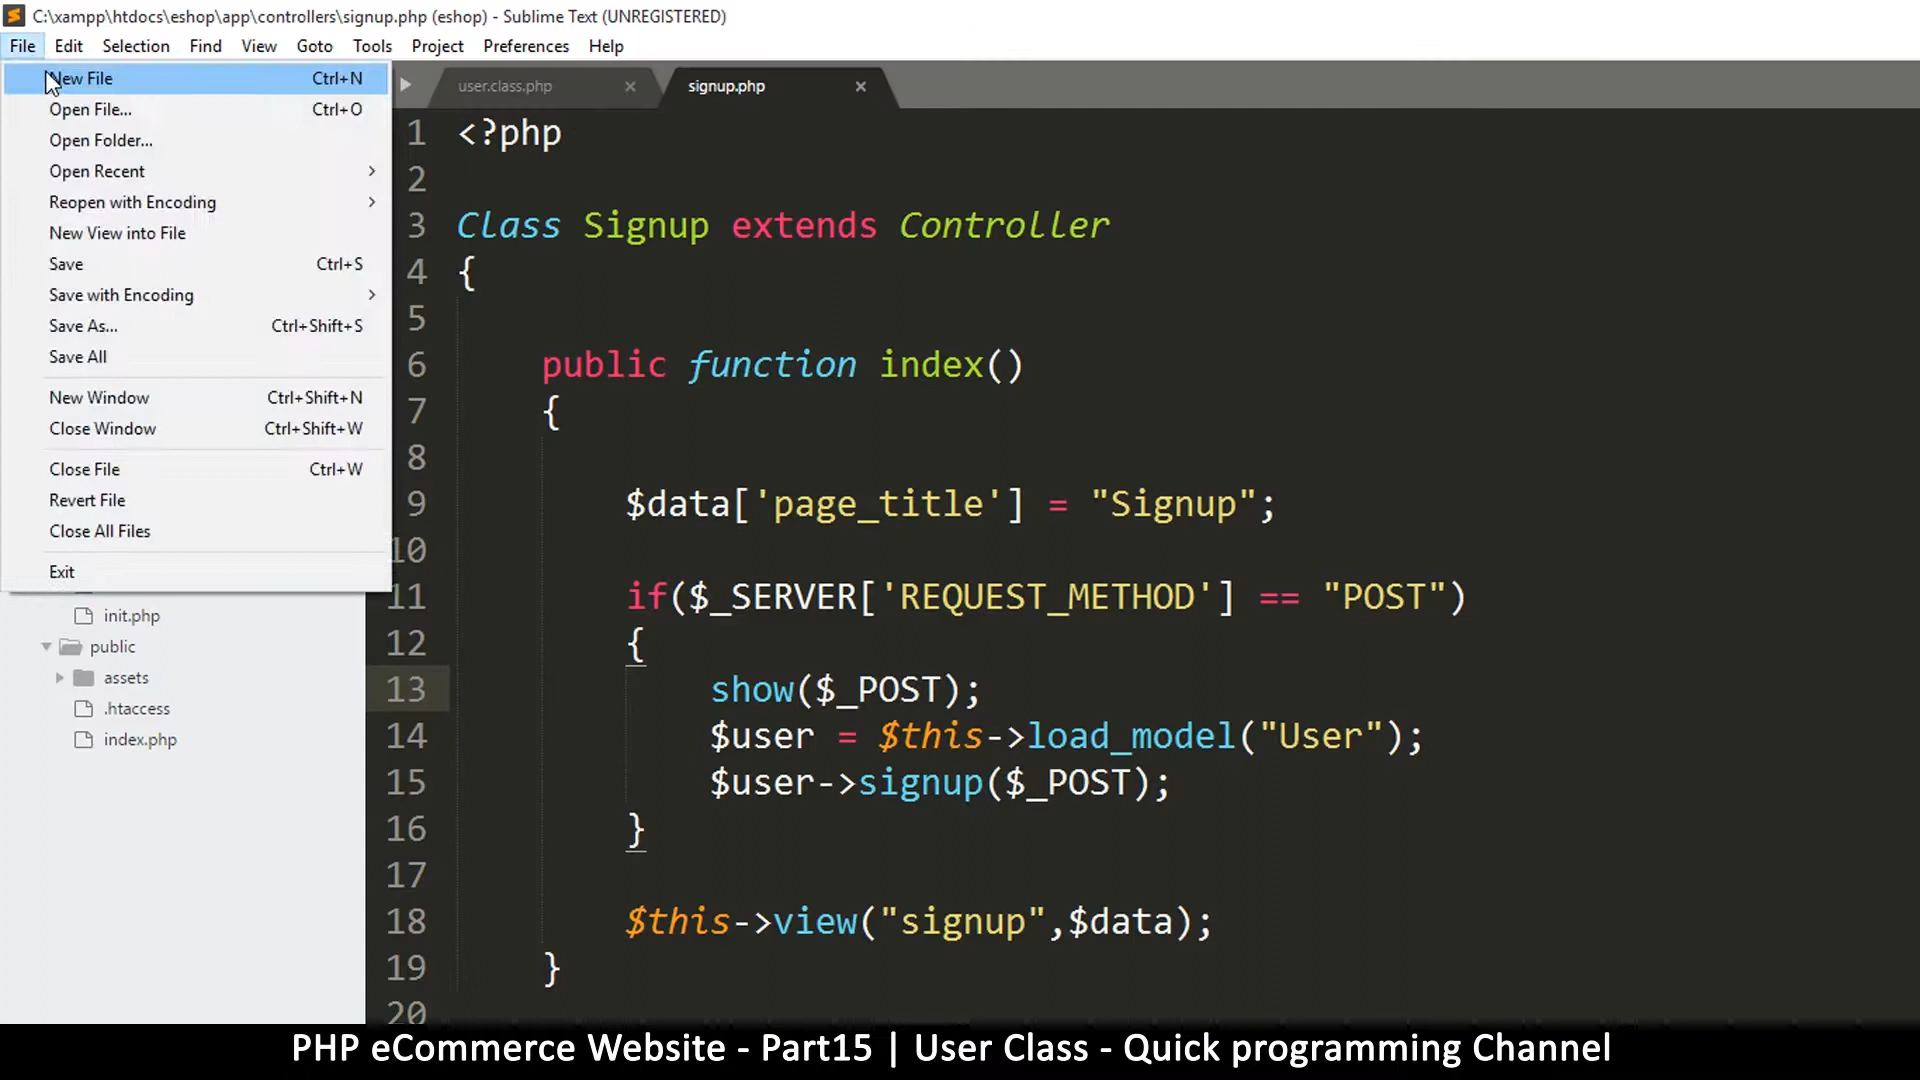 C:\xampp\htdocs\eshop\app\controllers\signup.php (eshop) - Sublime Text (UNREGISTERED)
File Edit Selection Find View Goto Tools Project Preferences Help
New File Ctrl+N
Open File... Ctrl+O
Open Folder...
Open Recent
Reopen with Encoding
New View into File
Save Ctrl+S
Save with Encoding
Save As... Ctrl+Shift+S
Save All
New Window Ctrl+Shift+N
Close Window Ctrl+Shift+W
Close File Ctrl+W
Revert File
Close All Files
Exit
init.php
public
assets
.htaccess
index.php
user.class.php signup.php
1 <?php
2
3 Class Signup extends Controller
4 {
5
6 public function index()
7 {
8
9 $data['page_title'] = "Signup";
10
11 if($_SERVER['REQUEST_METHOD'] == "POST")
12 {
13 show($_POST);
14 $user = $this->load_model("User");
15 $user->signup($_POST);
16 }
17
18 $this->view("signup",$data);
19 }
20
PHP eCommerce Website - Part15 | User Class - Quick programming Channel